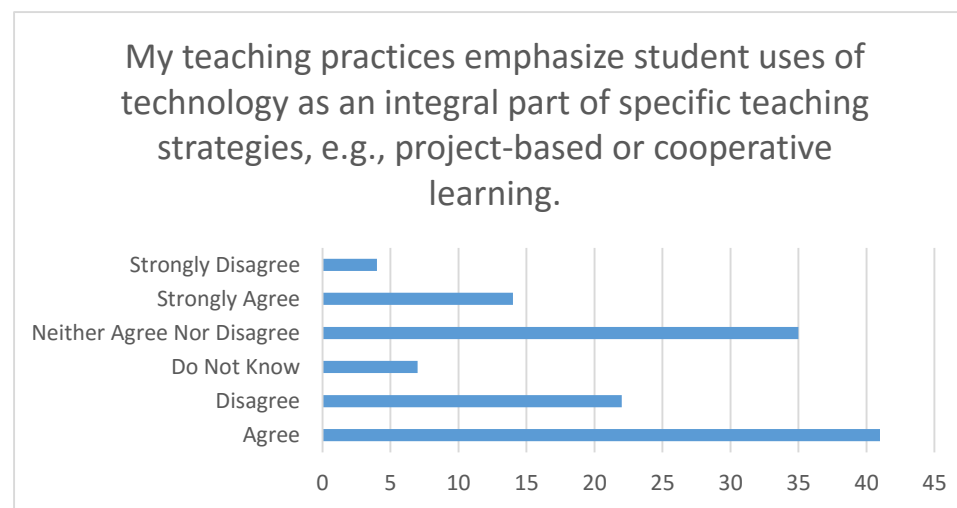 My teaching practices emphasize student uses of
technology as an integral part of specific teaching
strategies, e.g., project-based or cooperative
learning.
Strongly Disagree
Strongly Agree
Neither Agree Nor Disagree
Do Not Know
Disagree
Agree
0 5 10 15 20 25 30 35 40 45